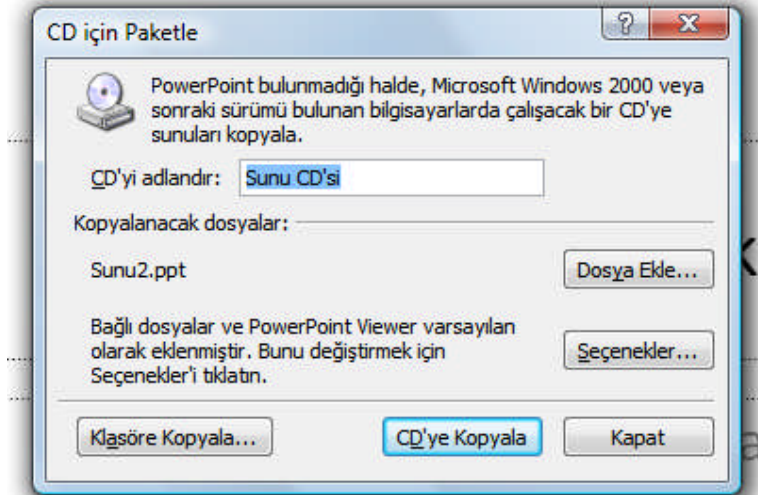 CD için Paketle
PowerPoint bulunmadığı halde, Microsoft Windows 2000 veya
sonraki sürümü bulunan bilgisayarlarda çalışacak bir CD'ye
sunuları kopyala.
CD'yi adlandır: Sunu CD'si
Kopyalanacak dosyalar:
Sunu2.ppt
Dosya Ekle...
Bağlı dosyalar ve PowerPoint Viewer varsayılan
olarak eklenmiştir. Bunu değiştirmek için
Seçenekler'i tıklatın.
Seçenekler...
Klasöre Kopyala... CD'ye Kopyala Kapat